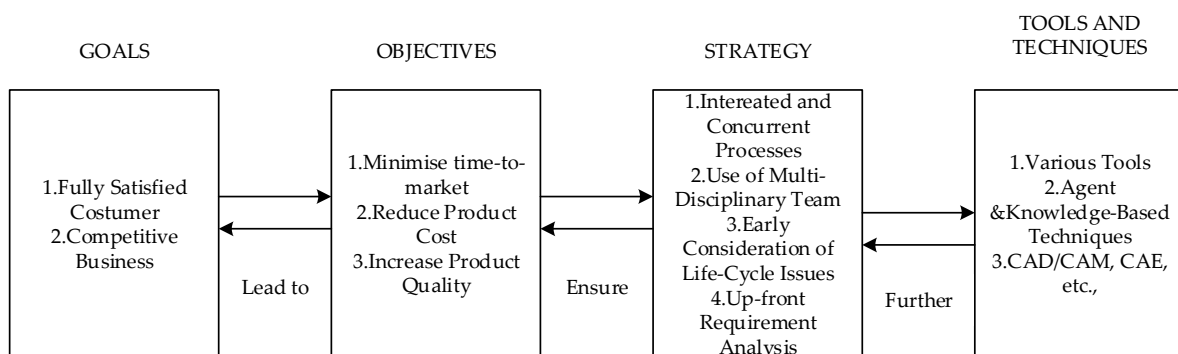 GOALS
OBJECTIVES
STRATEGY
TOOLS AND
TECHNIQUES
1.Fully Satisfied
Costumer
2.Competitive
Business
Lead to
1.Minimise time-to-
market
2.Reduce Product
Cost
3.Increase Product
Quality
Ensure
1.Intereated and
Concurrent
Processes
2.Use of Multi-
Disciplinary Team
3.Early
Consideration of
Life-Cycle Issues
4.Up-front
Requirement
Analysis
Further
1.Various Tools
2.Agent
&Knowledge-Based
Techniques
3.CAD/CAM, CAE,
etc.,